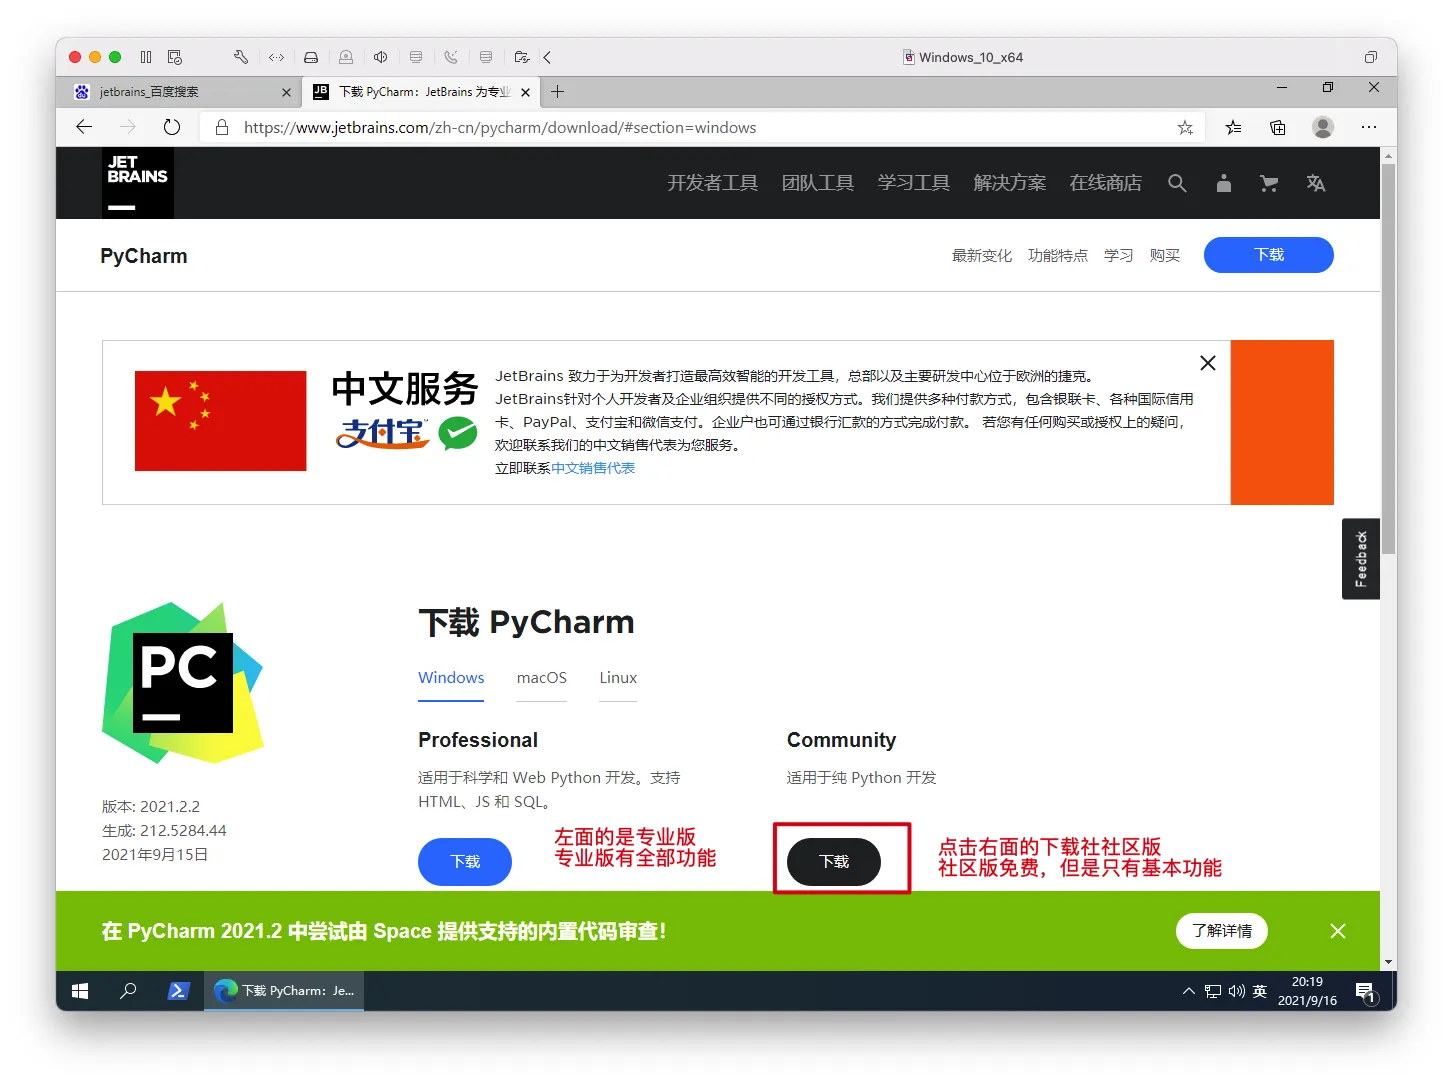 Windows_10_x64
jetbrains_百度搜索
下载 PyCharm：JetBrains 为专业
https://www.jetbrains.com/zh-cn/pycharm/download/#section=windows
JET
BRAINS
开发者工具 团队工具 学习工具 解决方案 在线商店
PyCharm
最新变化 功能特点 学习 购买 下载
中文服务
支付宝
JetBrains 致力于为开发者打造最高效智能的开发工具，总部以及主要研发中心位于欧洲的捷克。
JetBrains针对个人开发者及企业组织提供不同的授权方式。我们提供多种付款方式，包含银联卡、各种国际信用
卡、PayPal、支付宝和微信支付。企业户也可通过银行汇款的方式完成付款。 若您有任何购买或授权上的疑问，
欢迎联系我们的中文销售代表为您服务。
立即联系中文销售代表
Feedback
PC
下载 PyCharm
Windows macOS Linux
Professional
适用于科学和 Web Python 开发。支持
HTML、JS 和 SQL。
下载
左面的是专业版
专业版有全部功能
Community
适用于纯 Python 开发
下载
点击右面的下载社社区版
社区版免费，但是只有基本功能
版本: 2021.2.2
生成: 212.5284.44
2021年9月15日
在 PyCharm 2021.2 中尝试由 Space 提供支持的内置代码审查！
了解详情
下载 PyCharm：Je...
英
20:19
2021/9/16
1